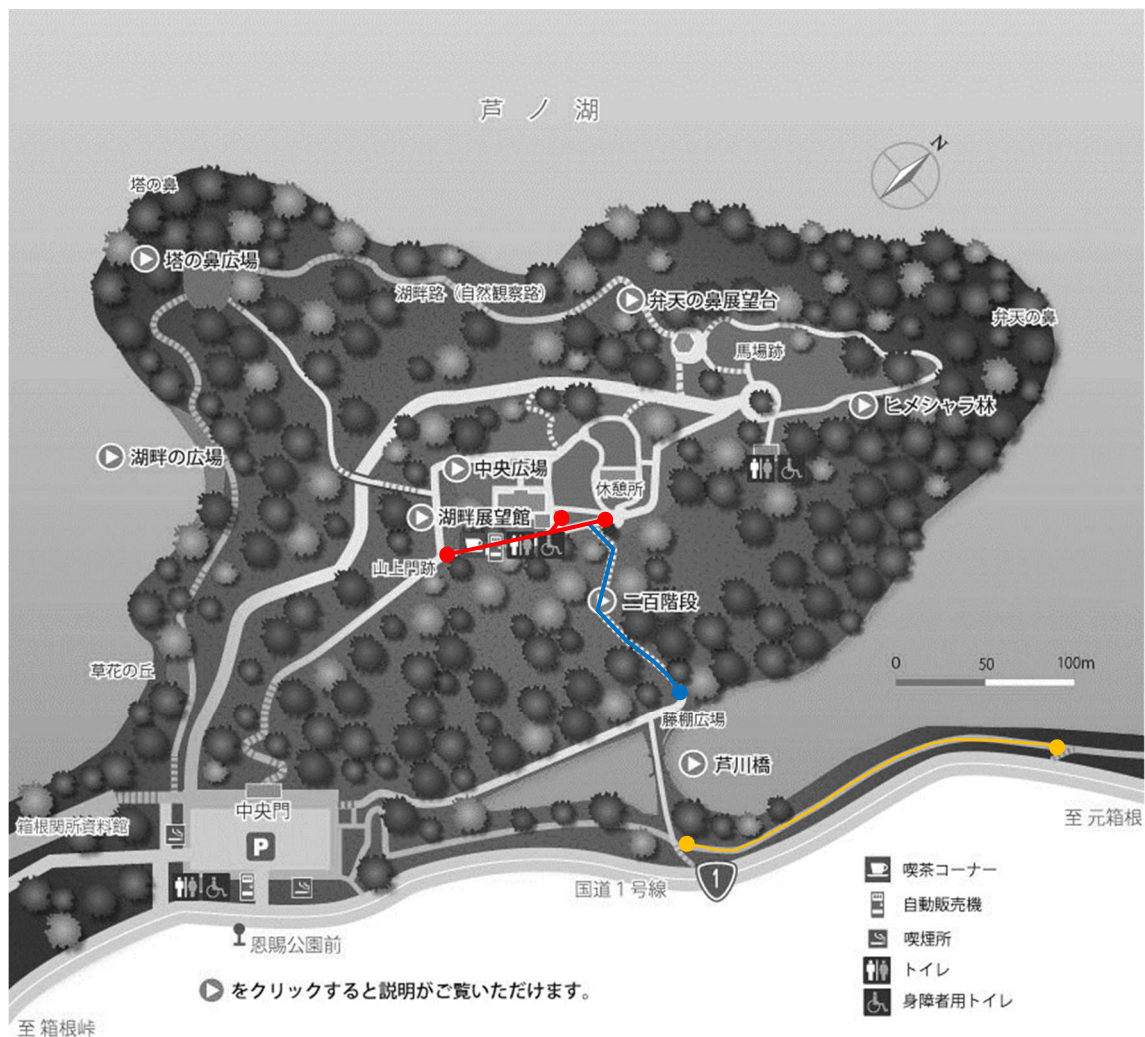 芦ノ湖
N
塔の鼻
塔の鼻広場
湖畔路(自然観察路)
弁天の鼻展望台
弁天の鼻
馬場跡
ヒメシャラ林
湖畔の広場
中央広場
休憩所
湖畔展望館
山上門跡
二百階段
草花の丘
0 50 100m
藤棚広場
芦川橋
中央門
箱根関所資料館
P
至 元箱根
国道1号線
1
恩賜公園前
喫茶コーナー
自動販売機
喫煙所
トイレ
身障者用トイレ
をクリックすると説明がご覧いただけます。
至 箱根峠